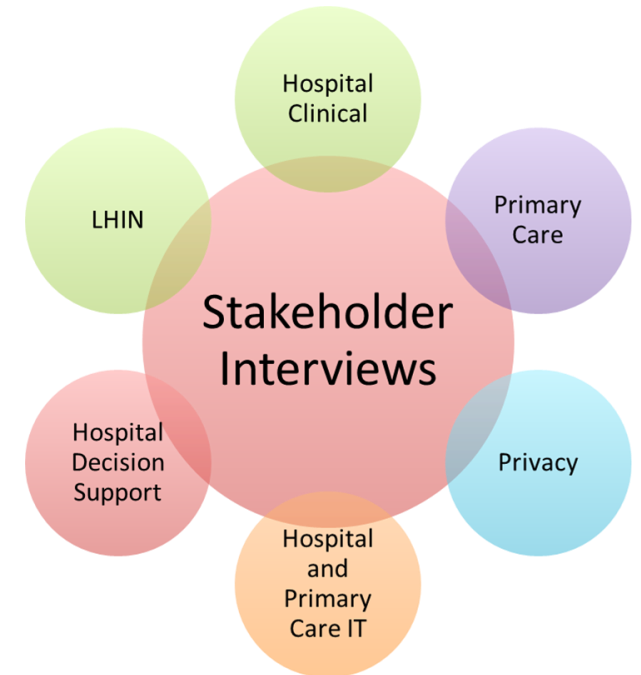 Hospital
Clinical
LHIN
Primary
Care
Stakeholder
Interviews
Hospital
Decision
Support
Privacy
Hospital
and
Primary
Care IT